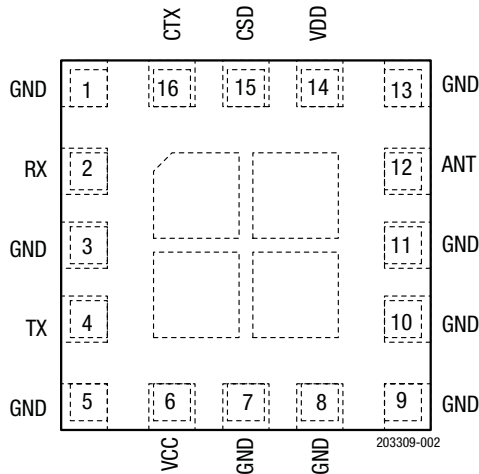 CTX CSD VDD
GND 1 16 15 14 13 GND
RX 2 12 ANT
GND 3 11 GND
TX 4 10 GND
GND 5 6 7 8 9 GND
VCC GND GND
203309-002